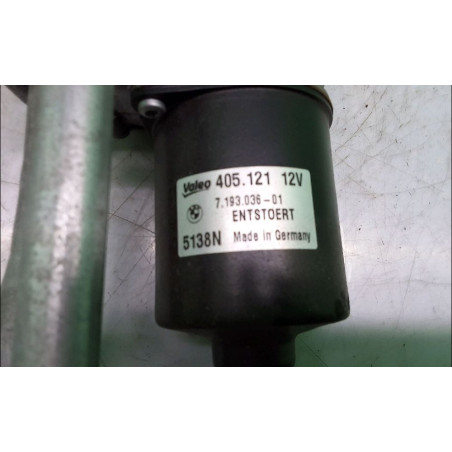 Valeo 405.121 12V
7.193.036-01
ENTSTOERT
5138N Made in Germany